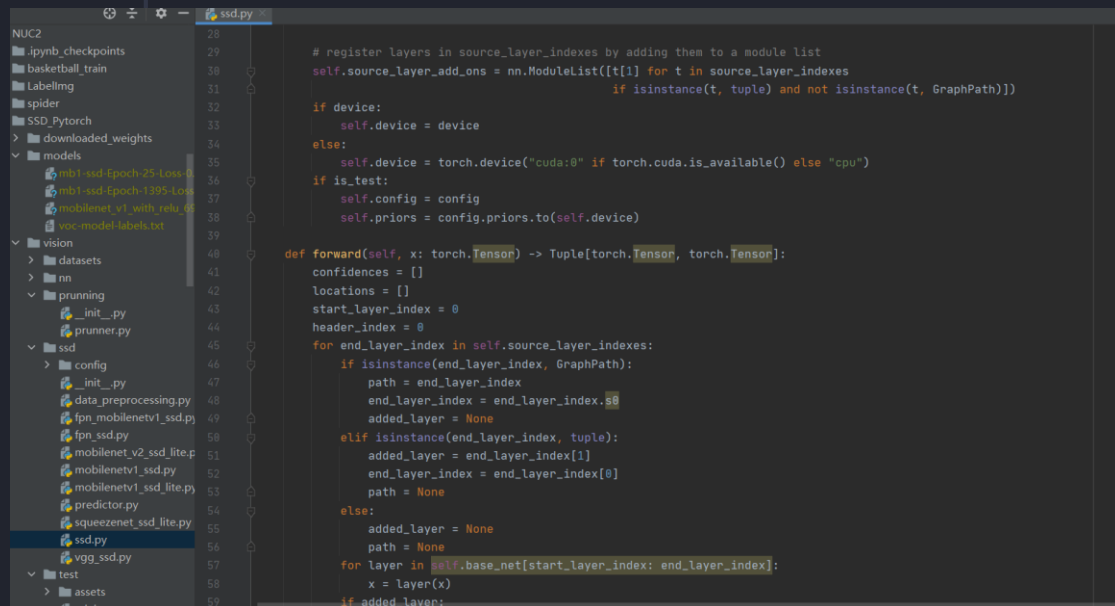 ssd.py
NUC2
.ipynb_checkpoints
basketball_train
LabelImg
spider
SSD_Pytorch
downloaded_weights
models
mb1-ssd-Epoch-25-Loss-0.
mb1-ssd-Epoch-1395-Loss
mobilenet_v1_with_relu_69
voc-model-labels.txt
vision
datasets
nn
prunning
__init__.py
prunner.py
ssd
config
__init__.py
data_preprocessing.py
fpn_mobilenetv1_ssd.py
fpn_ssd.py
mobilenet_v2_ssd_lite.p
mobilenetv1_ssd.py
mobilenetv1_ssd_lite.py
predictor.py
squeezenet_ssd_lite.py
ssd.py
vgg_ssd.py
test
assets
28
29 # register layers in source_layer_indexes by adding them to a module list
30 self.source_layer_add_ons = nn.ModuleList([t[1] for t in source_layer_indexes
31 if isinstance(t, tuple) and not isinstance(t, GraphPath)])
32 if device:
33 self.device = device
34 else:
35 self.device = torch.device("cuda:0" if torch.cuda.is_available() else "cpu")
36 if is_test:
37 self.config = config
38 self.priors = config.priors.to(self.device)
39
40 def forward(self, x: torch.Tensor) -> Tuple[torch.Tensor, torch.Tensor]:
41 confidences = []
42 locations = []
43 start_layer_index = 0
44 header_index = 0
45 for end_layer_index in self.source_layer_indexes:
46 if isinstance(end_layer_index, GraphPath):
47 path = end_layer_index
48 end_layer_index = end_layer_index.s0
49 added_layer = None
50 elif isinstance(end_layer_index, tuple):
51 added_layer = end_layer_index[1]
52 end_layer_index = end_layer_index[0]
53 path = None
54 else:
55 added_layer = None
56 path = None
57 for layer in self.base_net[start_layer_index: end_layer_index]:
58 x = layer(x)
59 if added_layer: